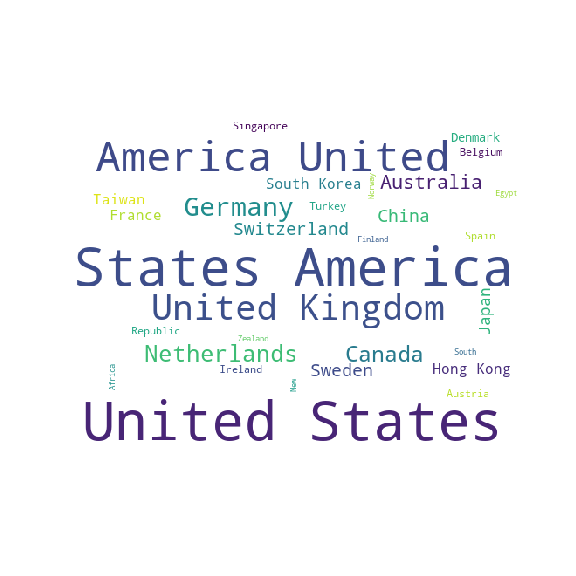 Singapore
Denmark
America United
Belgium
South Korea
Australia
Norway
Egypt
Taiwan
Germany
Turkey
France
China
Switzerland
Spain
Finland
States America
United Kingdom
Japan
Republic
Zealand
Netherlands
Canada
South
Ireland
Sweden
Hong Kong
Africa
New
Austria
United States